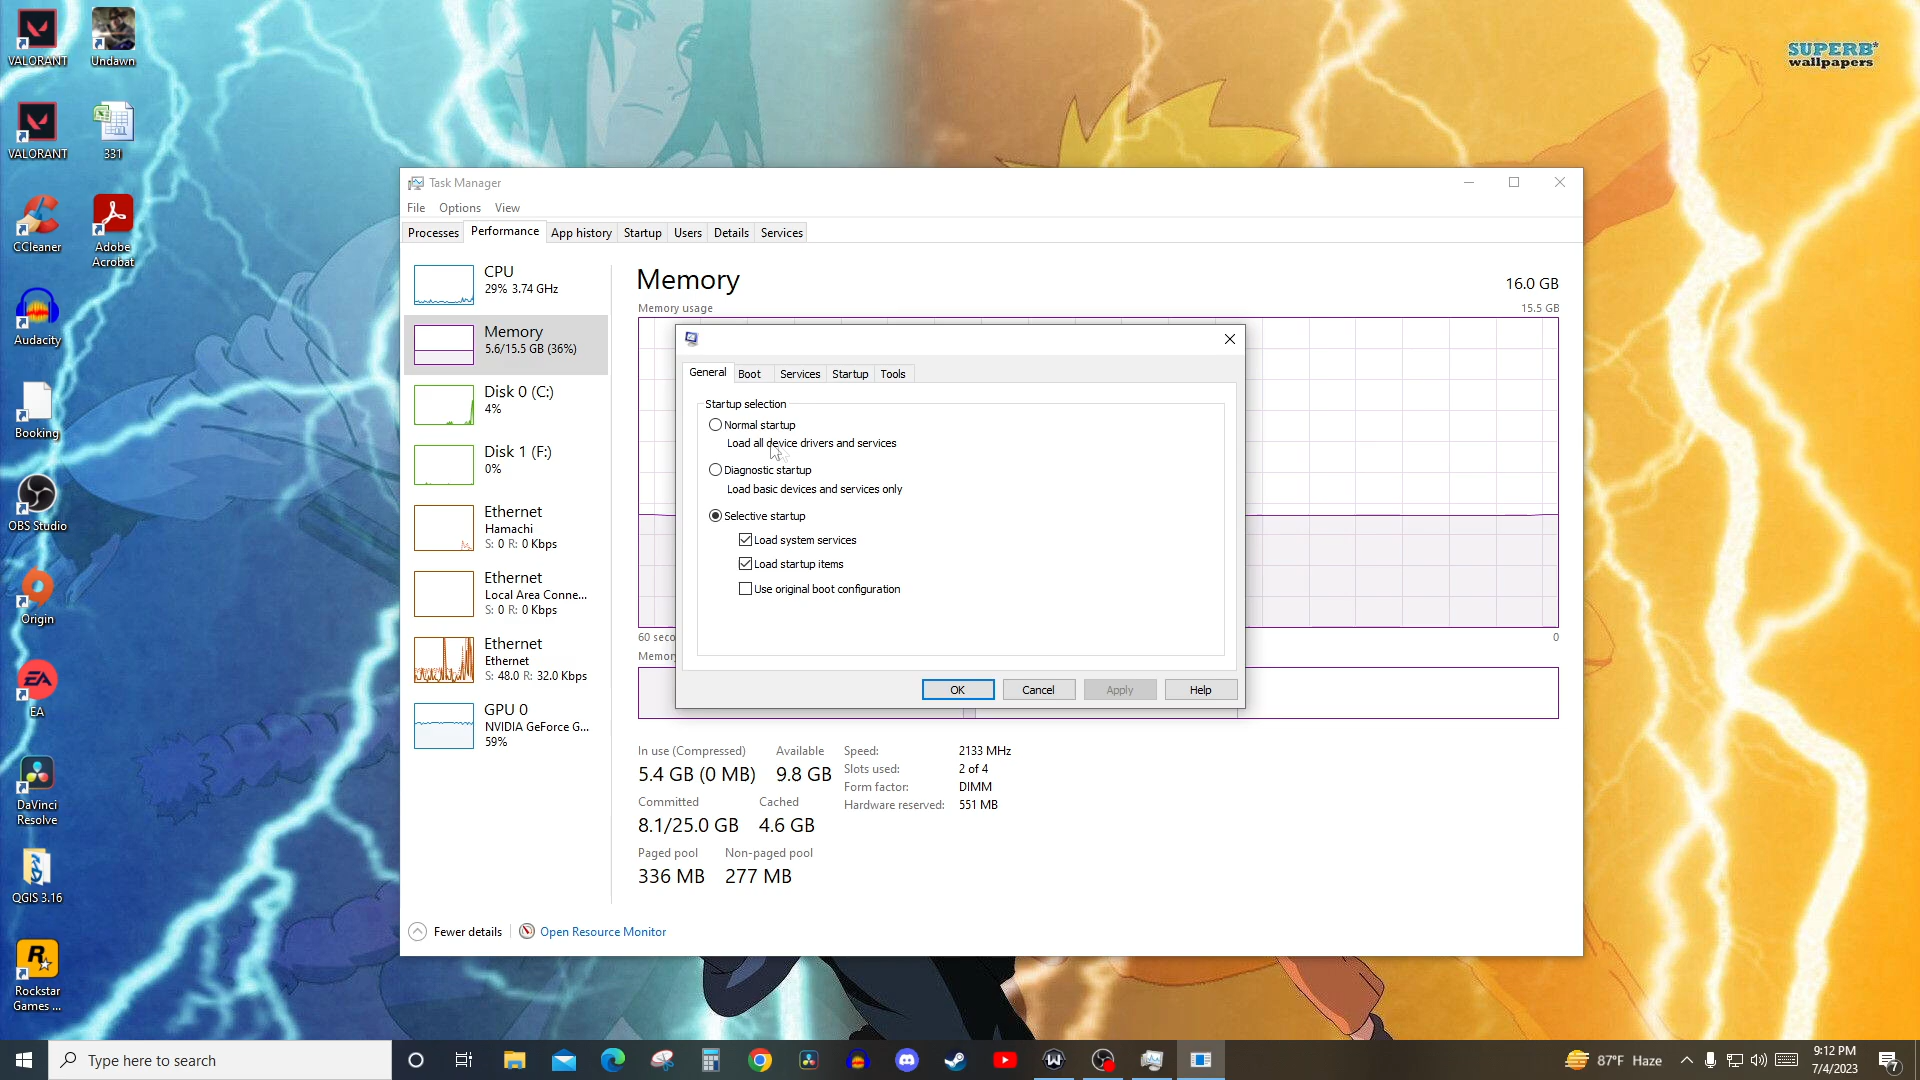 VALORANT
Undawn
VALORANT
331
CCleaner
Adobe
Acrobat
Audacity
Booking
OBS Studio
Origin
EA
EA
DaVinci
Resolve
QGIS 3.16
R
Rockstar
Games ...
SUPERB*
wallpapers
Task Manager
File Options View
Processes Performance App history Startup Users Details Services
CPU
29% 3.74 GHz
Memory
5.6/15.5 GB (36%)
Disk 0 (C:)
4%
Disk 1 (F:)
0%
Ethernet
Hamachi
S: 0 R: 0 Kbps
Ethernet
Local Area Conne...
S: 0 R: 0 Kbps
Ethernet
Ethernet
S: 48.0 R: 32.0 Kbps
GPU 0
NVIDIA GeForce G...
59%
Memory 16.0 GB
Memory usage 15.5 GB
General Boot Services Startup Tools
Startup selection
Normal startup
Load all device drivers and services
Diagnostic startup
Load basic devices and services only
Selective startup
Load system services
Load startup items
Use original boot configuration
OK Cancel Apply Help
60 seco 0
Memory
In use (Compressed) Available Speed: 2133 MHz
5.4 GB (0 MB) 9.8 GB Slots used: 2 of 4
Form factor: DIMM
Committed Cached Hardware reserved: 551 MB
8.1/25.0 GB 4.6 GB
Paged pool Non-paged pool
336 MB 277 MB
Fewer details Open Resource Monitor
Type here to search
87°F Haze
9:12 PM
7/4/2023
7